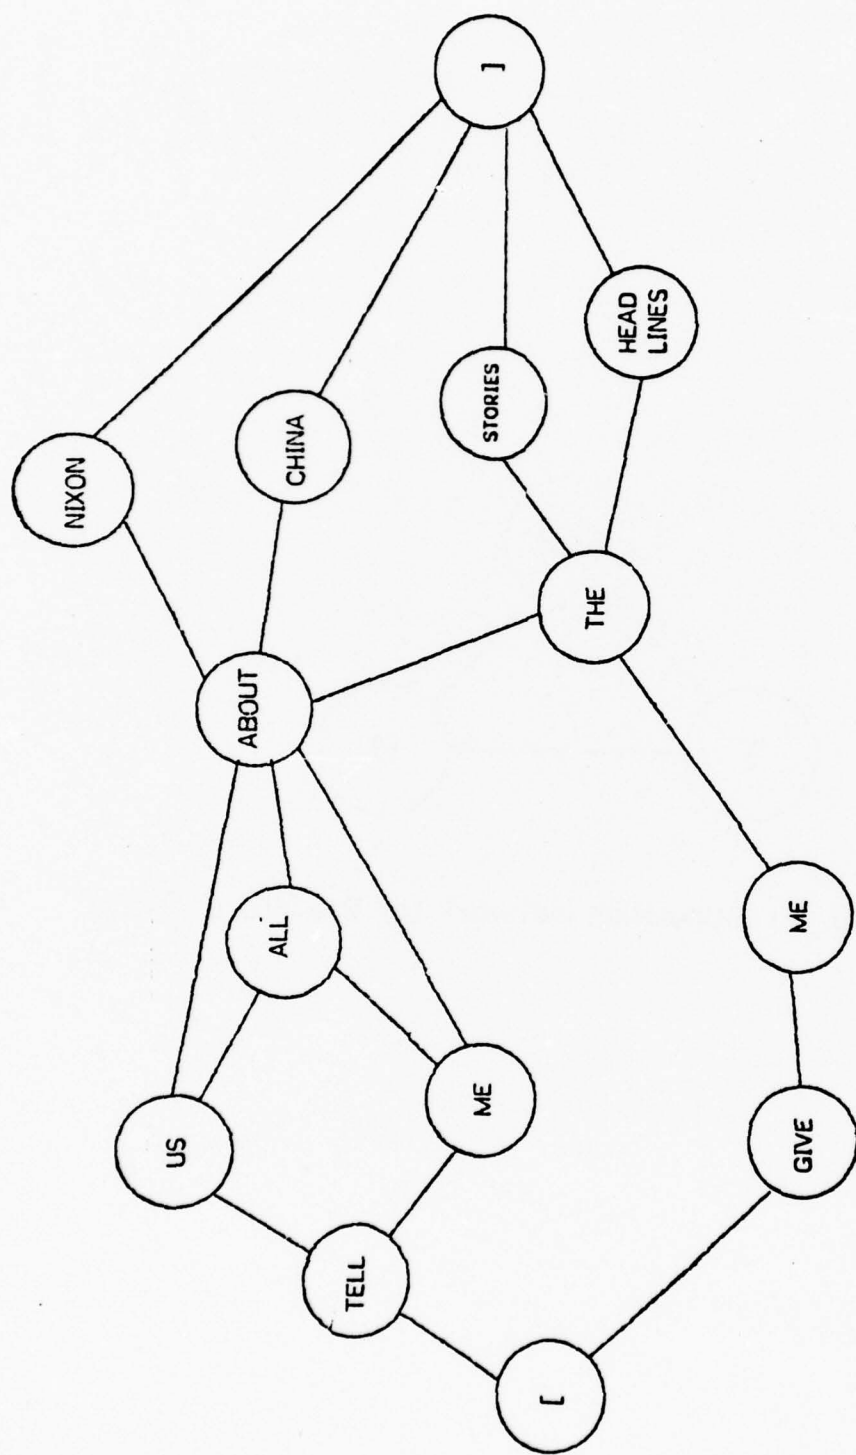 [
TELL
GIVE
US
ME
ME
ALL
ABOUT
THE
NIXON
CHINA
STORIES
HEAD
LINES
]